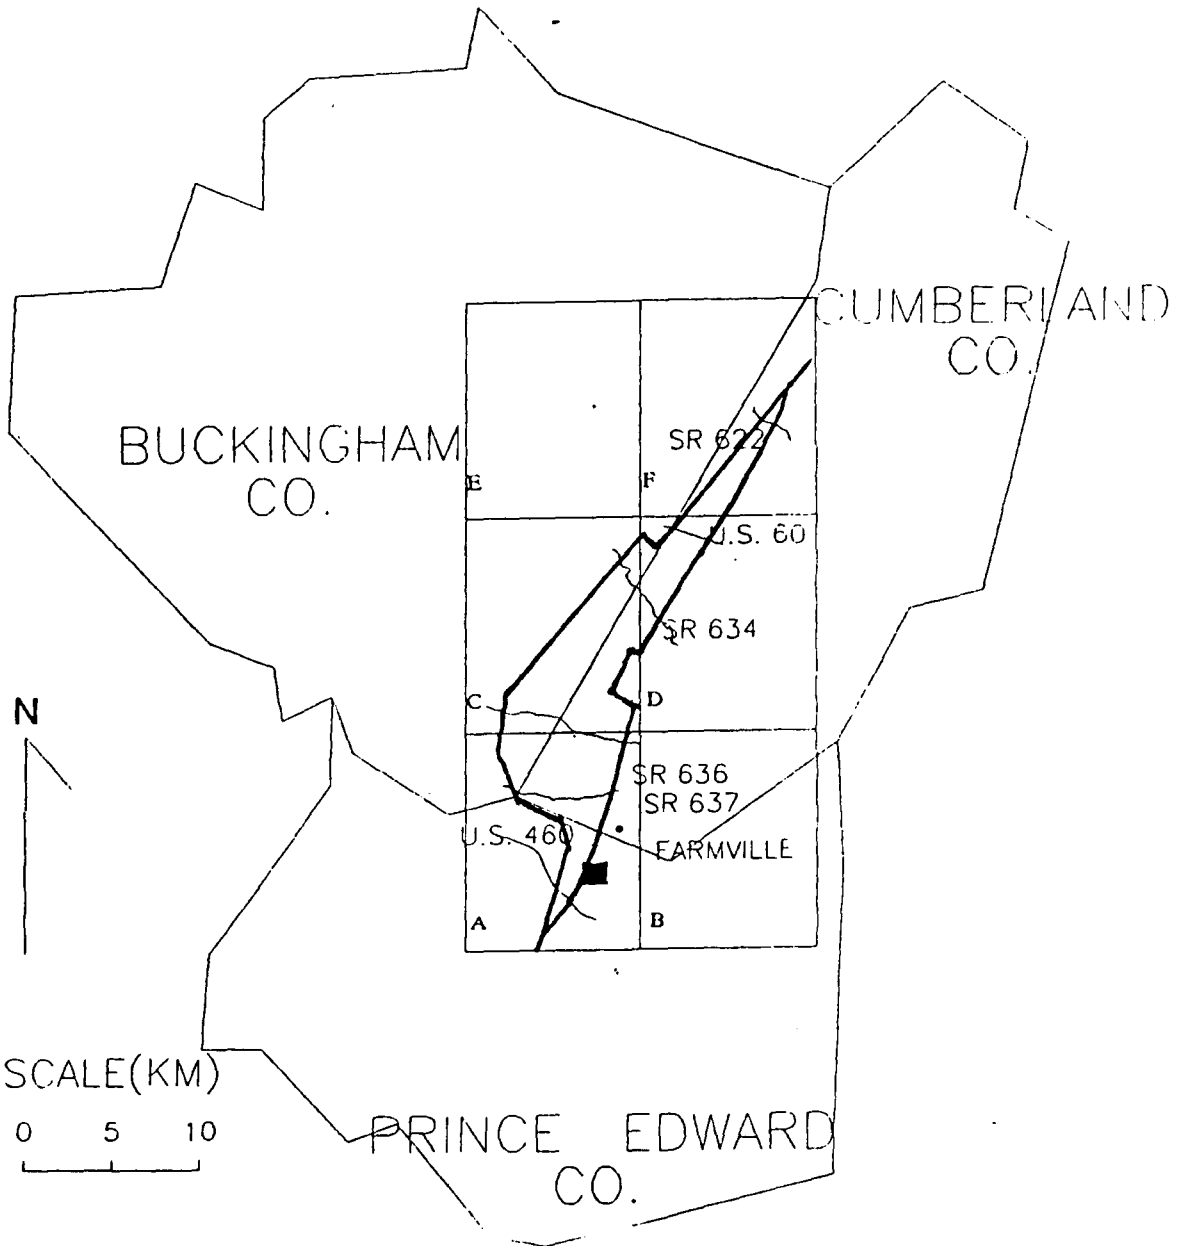 CUMBERLAND
CO.
BUCKINGHAM
CO.
SR 622
E
F
U.S. 60
SR 634
N
C
D
SR 636
SR 637
U.S. 460
FARMVILLE
A
B
SCALE(KM)
0 5 10
PRINCE EDWARD
CO.